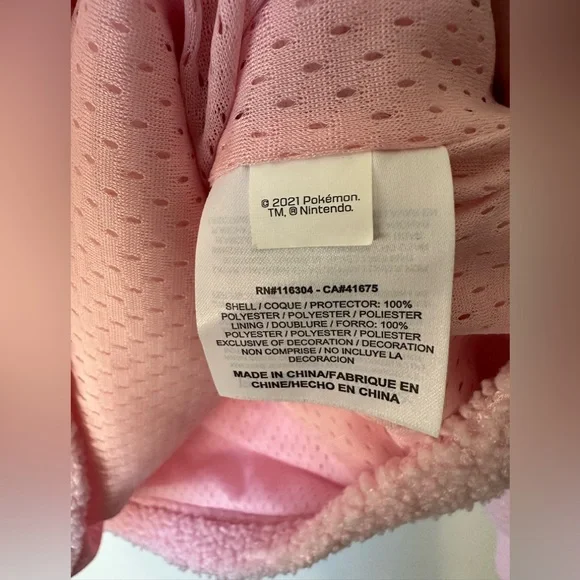 © 2021 Pokémon.
TM, ® Nintendo.
RN#116304 - CA#41675
SHELL / COQUE / PROTECTOR: 100%
POLYESTER / POLYESTER / POLIESTER
LINING / DOUBLURE / FORRO: 100%
POLYESTER / POLYESTER / POLIESTER
EXCLUSIVE OF DECORATION / DECORATION
NON COMPRISE / NO INCLUYE LA
DECORACION
MADE IN CHINA/FABRIQUE EN
CHINE/HECHO EN CHINA